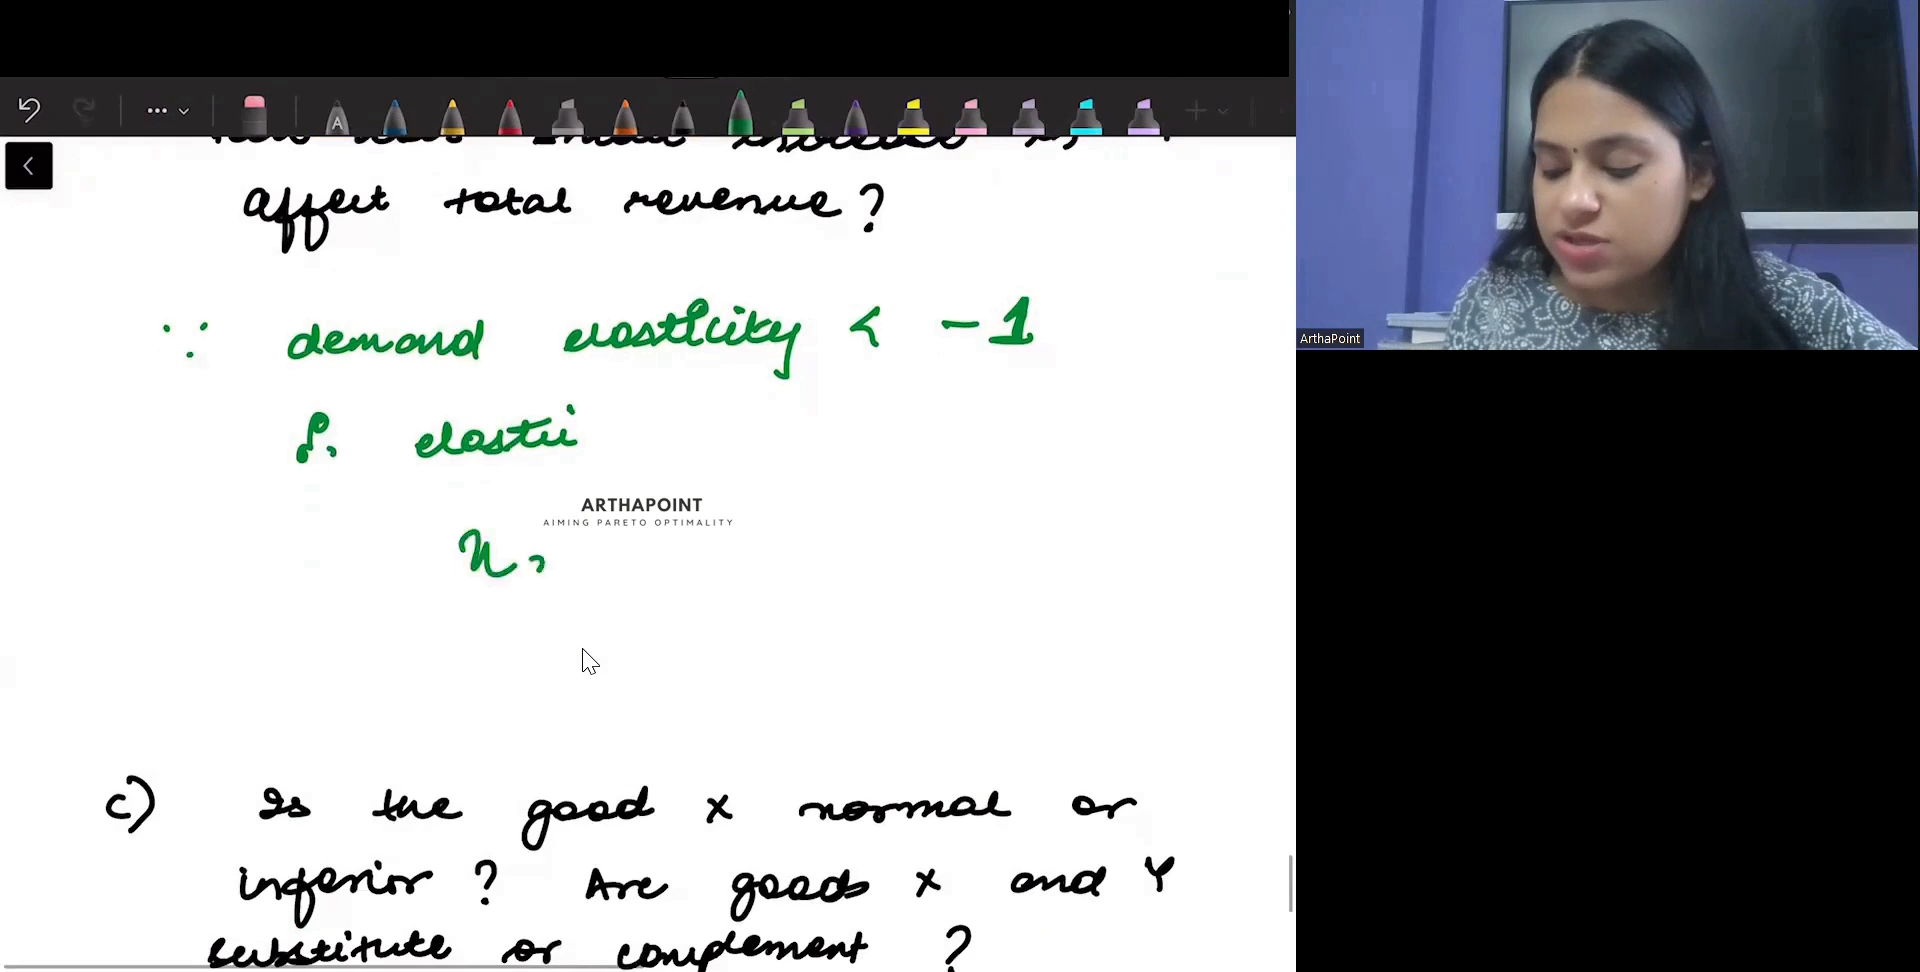 affect total revenue?
∵ demand elasticity < -1
P. elastic
ARTHAPOINT
AIMING PARETO OPTIMALITY
c) Is the good x normal or
inferior? Are goods x and Y
substitute or complement ?
ArthaPoint